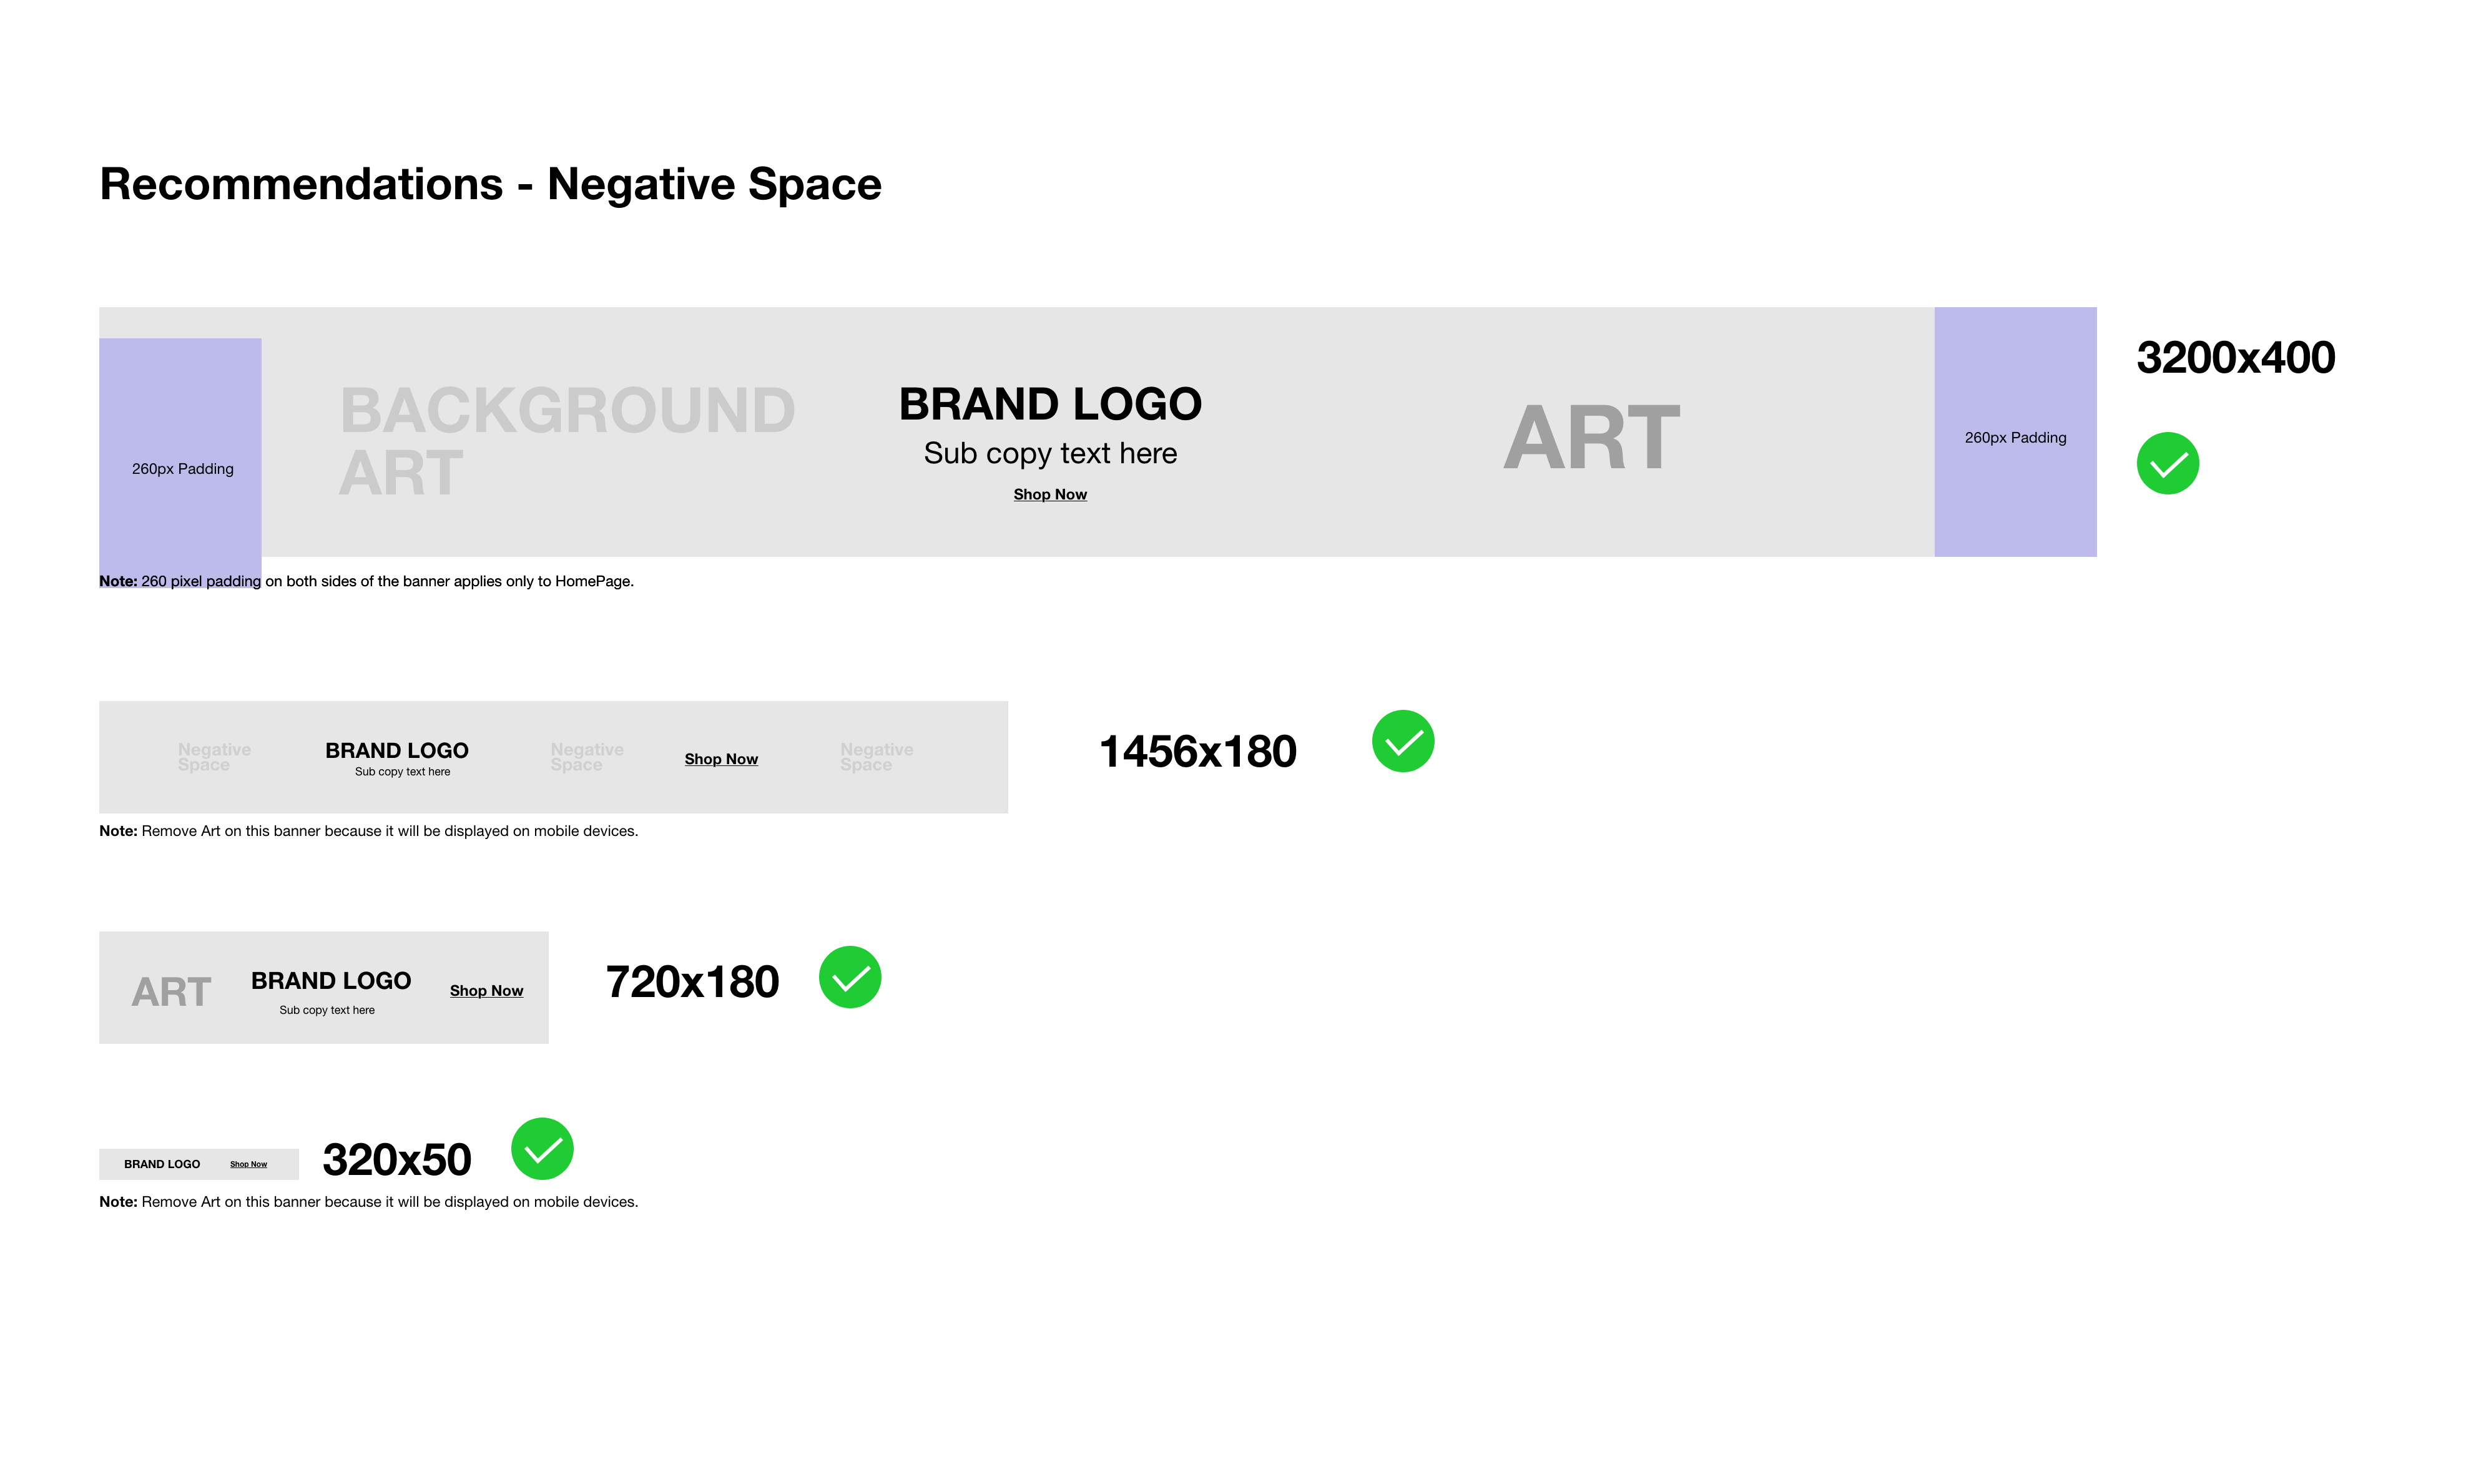 Recommendations - Negative Space
260px Padding
BACKGROUND
ART
BRAND LOGO
Sub copy text here
Shop Now
ART
260px Padding
3200x400
Note: 260 pixel padding on both sides of the banner applies only to HomePage.
Negative
Space
BRAND LOGO
Sub copy text here
Negative
Space
Shop Now
Negative
Space
1456x180
Note: Remove Art on this banner because it will be displayed on mobile devices.
ART
BRAND LOGO
Sub copy text here
Shop Now
720x180
BRAND LOGO
Shop Now
320x50
Note: Remove Art on this banner because it will be displayed on mobile devices.